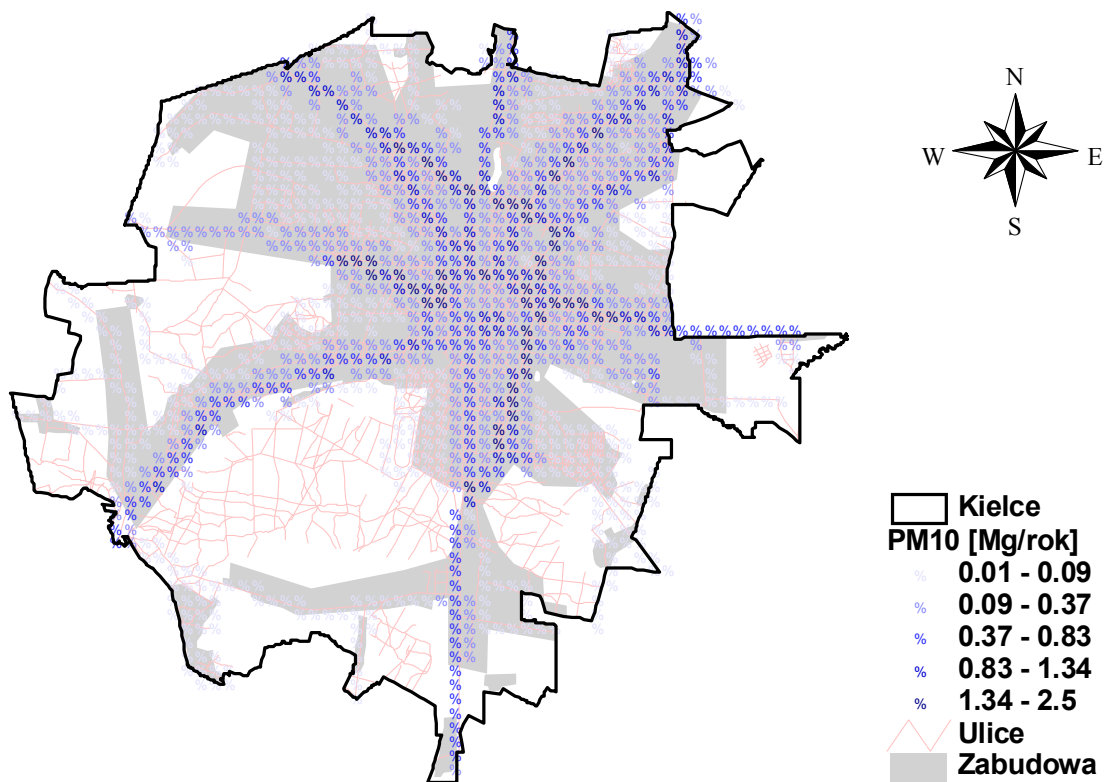 N
W E
S
Kielce
PM10 [Mg/rok]
% 0.01 - 0.09
% 0.09 - 0.37
% 0.37 - 0.83
% 0.83 - 1.34
% 1.34 - 2.5
Ulice
Zabudowa